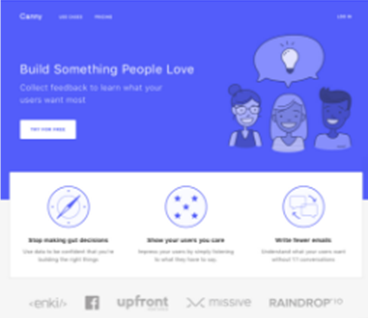 Canny USE CASES PRICING LOG IN
Build Something People Love
Collect feedback to learn what your
users want most
TRY FOR FREE
Stop making gut decisions
Use data to be confident that you're
building the right things
Show your users you care
Impress your users by simply listening
to what they have to say
Write fewer emails
Understand what your users want
without 1:1 conversations
<enki/> upfront missive RAINDROP.IO